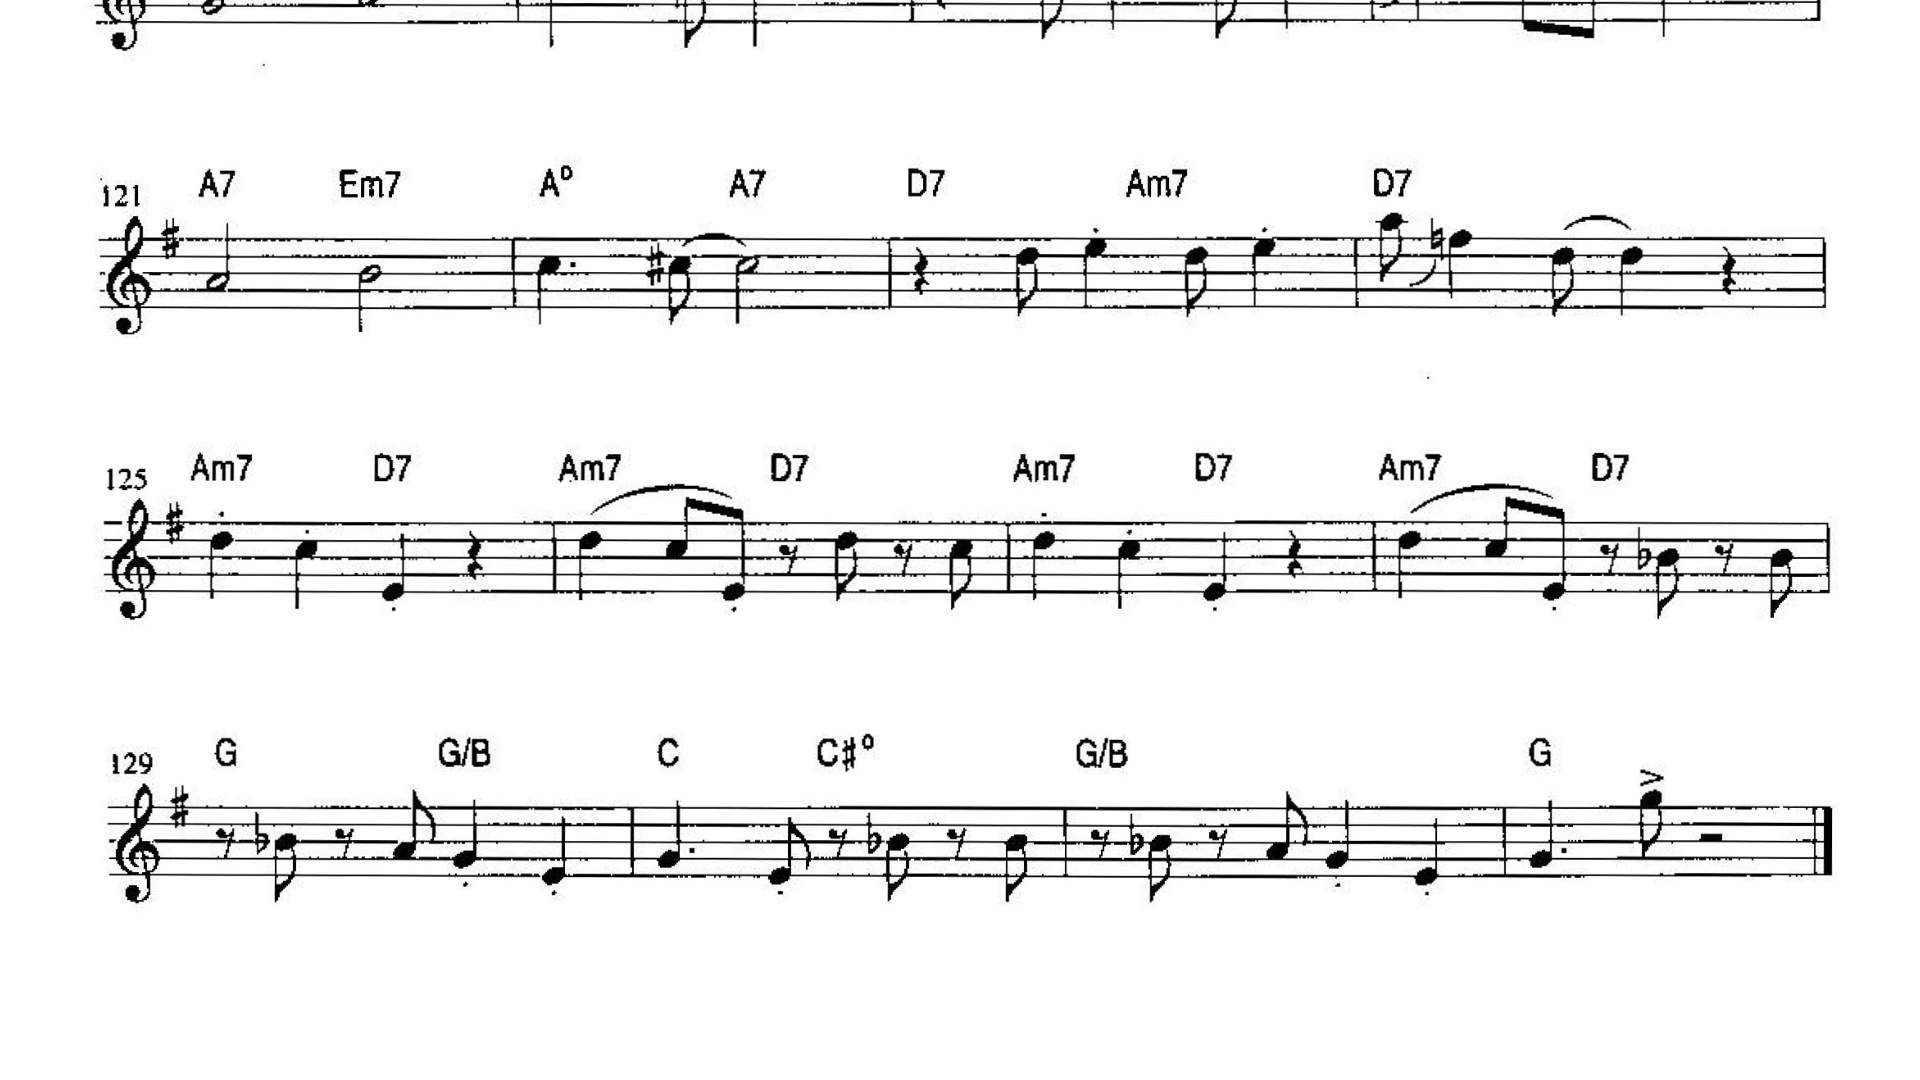 121 A7 Em7 A° A7 D7 Am7 D7
125 Am7 D7 Am7 D7 Am7 D7 Am7 D7
129 G G/B C C#° G/B G